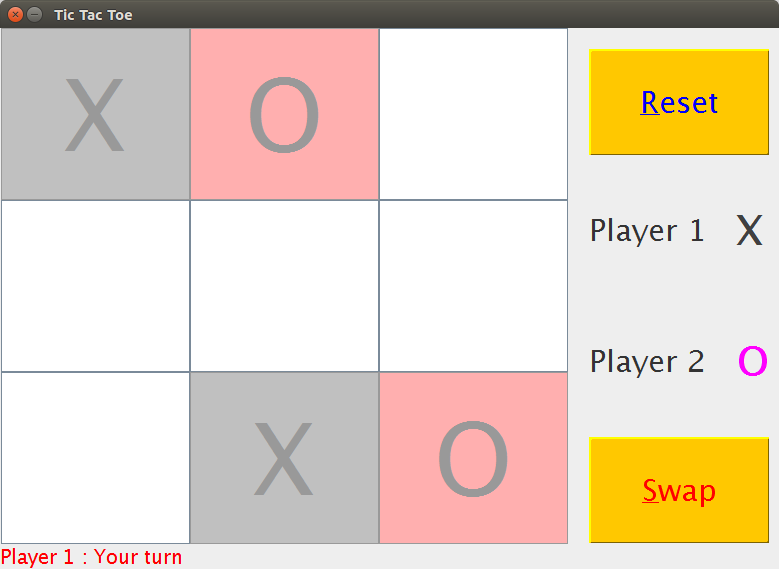 Tic Tac Toe
X O
Reset
Player 1 X
Player 2 O
X O
Swap
Player 1 : Your turn